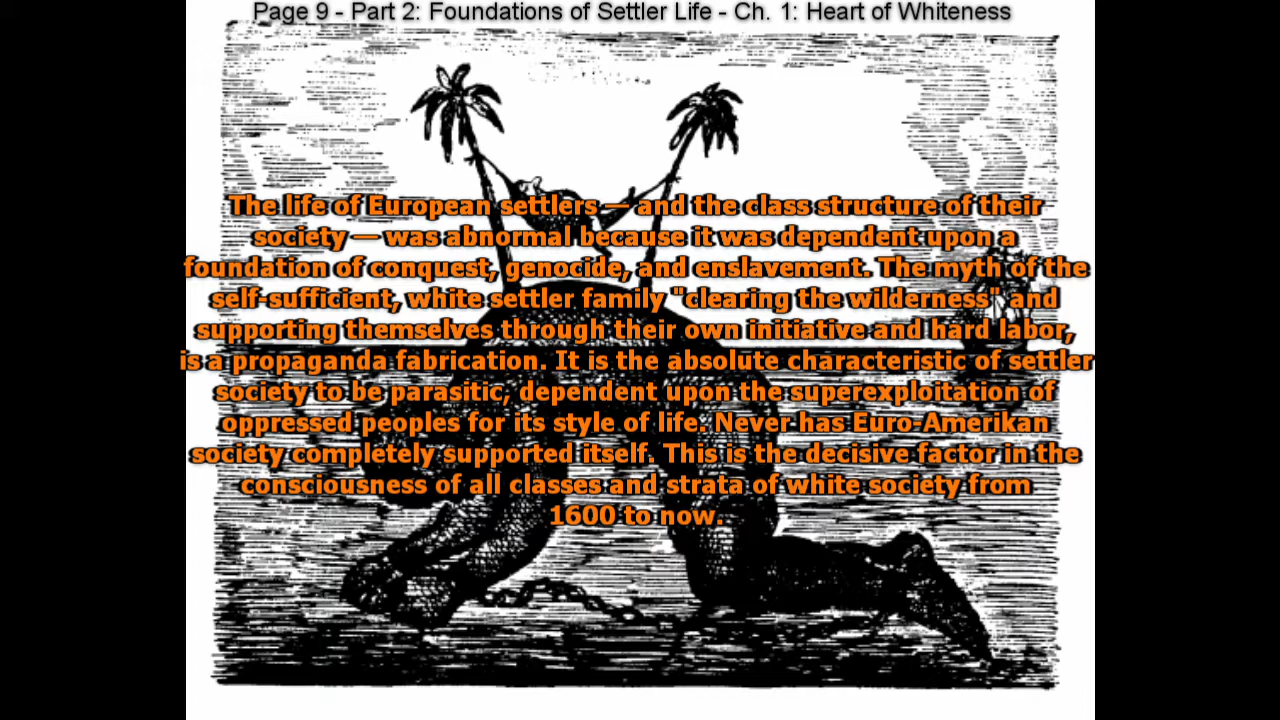 Page 9 - Part 2: Foundations of Settler Life - Ch. 1: Heart of Whiteness
The life of European settlers — and the class structure of their
society — was abnormal because it was dependent upon a
foundation of conquest, genocide, and enslavement. The myth of the
self-sufficient, white settler family "clearing the wilderness" and
supporting themselves through their own initiative and hard labor,
is a propaganda fabrication. It is the absolute characteristic of settler
society to be parasitic, dependent upon the superexploitation of
oppressed peoples for its style of life. Never has Euro-Amerikan
society completely supported itself. This is the decisive factor in the
consciousness of all classes and strata of white society from
1600 to now.